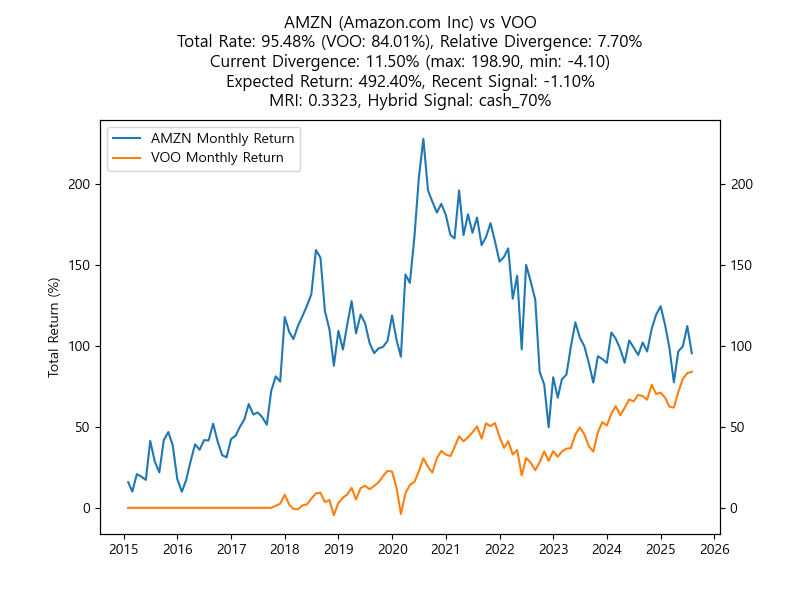 AMZN (Amazon.com Inc) vs VOO
Total Rate: 95.48% (VOO: 84.01%), Relative Divergence: 7.70%
Current Divergence: 11.50% (max: 198.90, min: -4.10)
Expected Return: 492.40%, Recent Signal: -1.10%
MRI: 0.3323, Hybrid Signal: cash_70%
AMZN Monthly Return
VOO Monthly Return
Total Return (%)
200
150
100
50
0
200
150
100
50
0
2015 2016 2017 2018 2019 2020 2021 2022 2023 2024 2025 2026